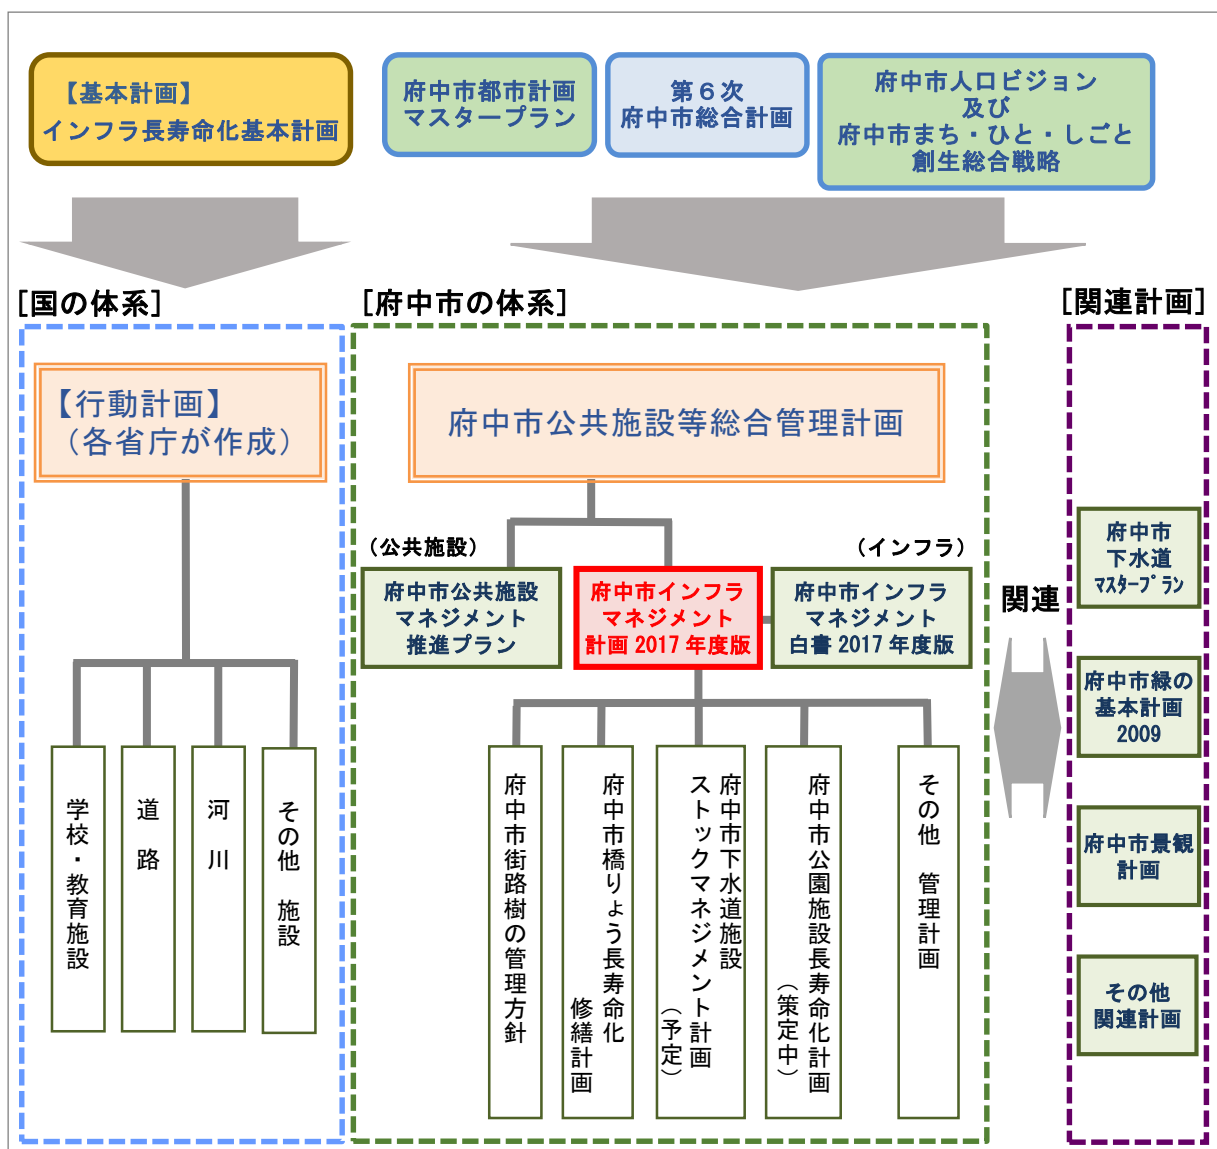 【基本計画】
インフラ長寿命化基本計画
府中市都市計画
マスタープラン
第６次
府中市総合計画
府中市人口ビジョン
及び
府中市まち・ひと・しごと
創生総合戦略
[国の体系]
[府中市の体系]
[関連計画]
【行動計画】
（各省庁が作成）
学校・教育施設
道 路
河 川
その他 施設
府中市公共施設等総合管理計画
（公共施設）
（インフラ）
府中市公共施設
マネジメント
推進プラン
府中市インフラ
マネジメント
計画 2017 年度版
府中市インフラ
マネジメント
白書 2017 年度版
府中市街路樹の管理方針
府中市橋りょう長寿命化
修繕計画
府中市下水道施設
ストックマネジメント計画
（予定）
府中市公園施設長寿命化計画
（策定中）
その他 管理計画
関連
府中市
下水道
ﾏｽﾀｰﾌﾟﾗﾝ
府中市緑の
基本計画
2009
府中市景観
計画
その他
関連計画